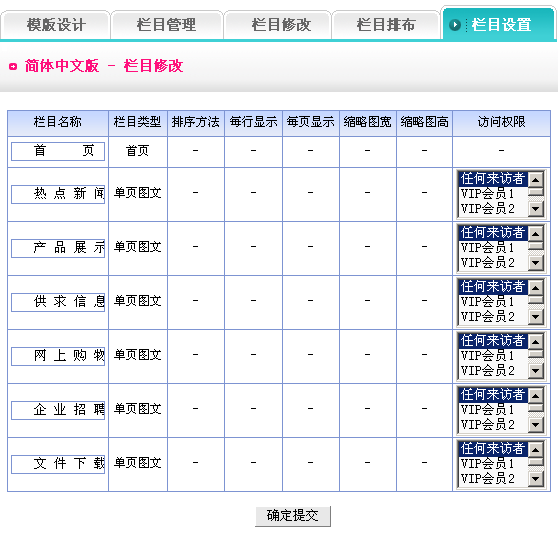 模版设计 栏目管理 栏目修改 栏目排布 栏目设置
简体中文版 - 栏目修改
栏目名称 栏目类型 排序方法 每行显示 每页显示 缩略图宽 缩略图高 访问权限
首 页 首页 - - - - - -
热 点 新 闻 单页图文 - - - - - 任何来访者
VIP会员1
VIP会员2
产 品 展 示 单页图文 - - - - - 任何来访者
VIP会员1
VIP会员2
供 求 信 息 单页图文 - - - - - 任何来访者
VIP会员1
VIP会员2
网 上 购 物 单页图文 - - - - - 任何来访者
VIP会员1
VIP会员2
企 业 招 聘 单页图文 - - - - - 任何来访者
VIP会员1
VIP会员2
文 件 下 载 单页图文 - - - - - 任何来访者
VIP会员1
VIP会员2
确定提交